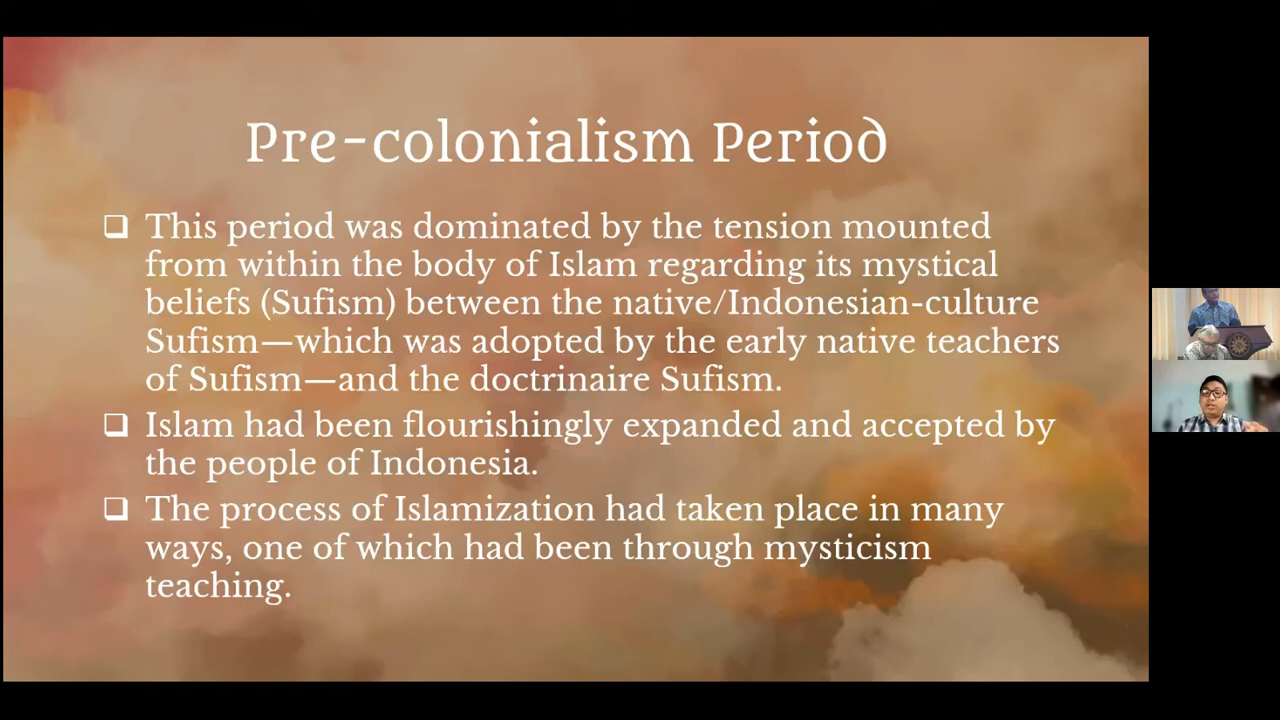 Pre-colonialism Period
❑ This period was dominated by the tension mounted
from within the body of Islam regarding its mystical
beliefs (Sufism) between the native/Indonesian-culture
Sufism—which was adopted by the early native teachers
of Sufism—and the doctrinaire Sufism.
❑ Islam had been flourishingly expanded and accepted by
the people of Indonesia.
❑ The process of Islamization had taken place in many
ways, one of which had been through mysticism
teaching.